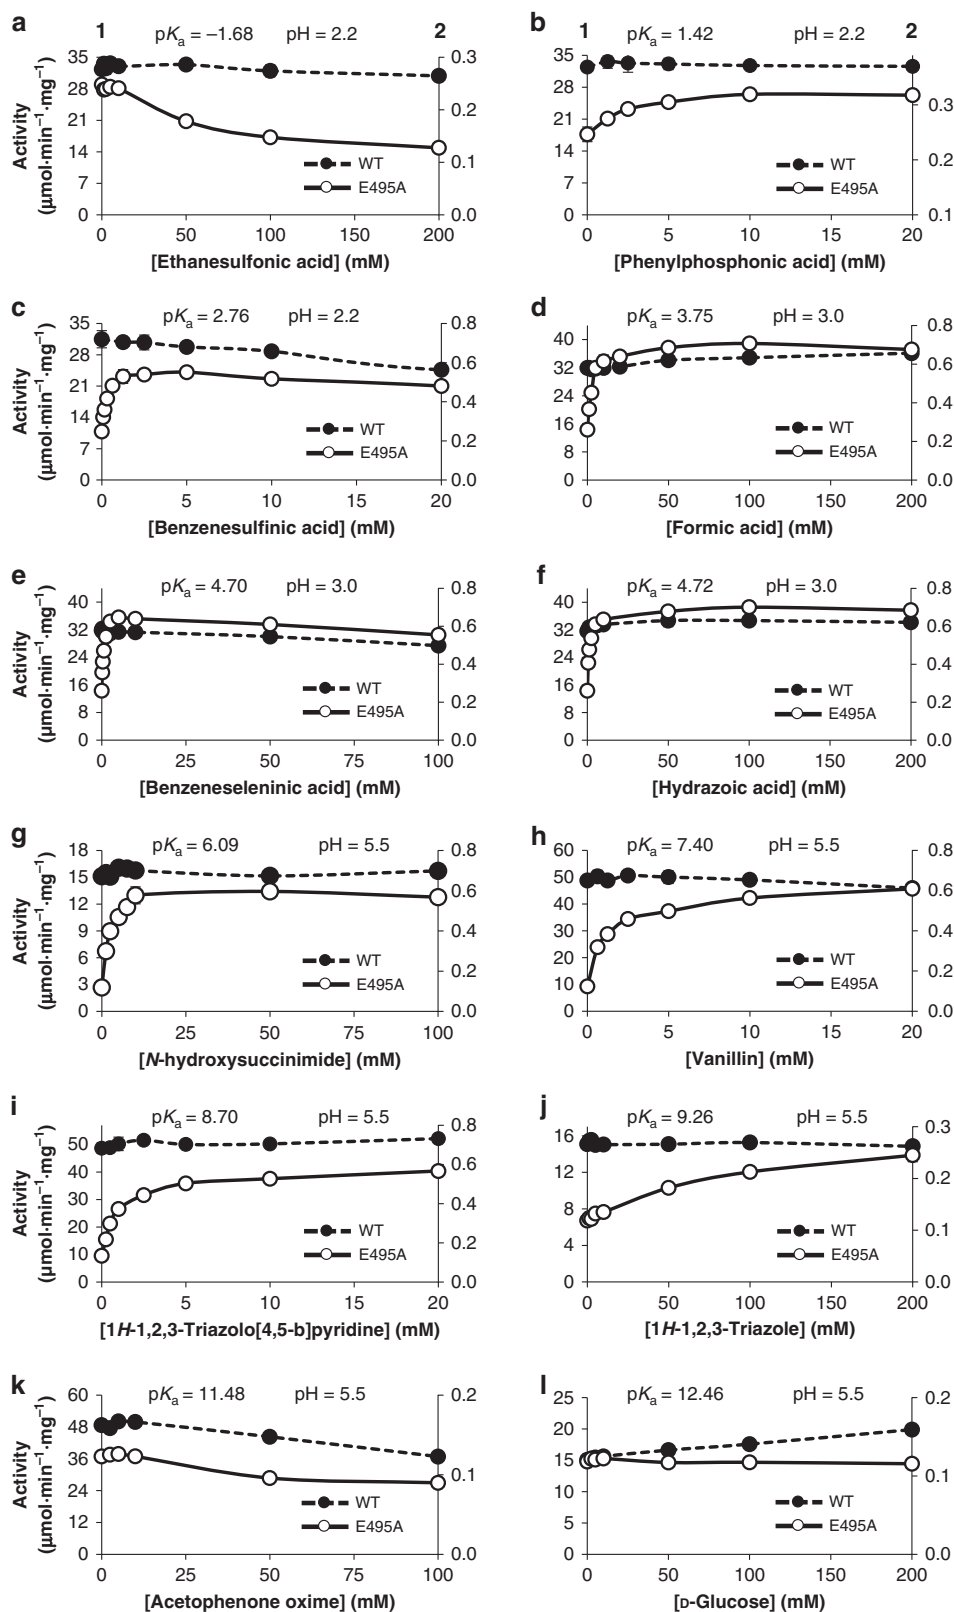 a
1 pKa = –1.68 pH = 2.2 2
Activity
(μmol·min–1·mg–1)
35
28
21
14
7
0
0.3
0.2
0.1
0.0
WT
E495A
0 50 100 150 200
[Ethanesulfonic acid] (mM)
b
1 pKa = 1.42 pH = 2.2 2
35
28
21
14
7
0
0.3
0.2
0.1
WT
E495A
0 5 10 15 20
[Phenylphosphonic acid] (mM)
c
pKa = 2.76 pH = 2.2
Activity
(μmol·min–1·mg–1)
35
28
21
14
7
0
0.8
0.6
0.4
0.2
0.0
WT
E495A
0 5 10 15 20
[Benzenesulfinic acid] (mM)
d
pKa = 3.75 pH = 3.0
40
32
24
16
8
0
0.8
0.6
0.4
0.2
0.0
WT
E495A
0 50 100 150 200
[Formic acid] (mM)
e
pKa = 4.70 pH = 3.0
Activity
(μmol·min–1·mg–1)
40
32
24
16
8
0
0.8
0.6
0.4
0.2
0.0
WT
E495A
0 25 50 75 100
[Benzeneseleninic acid] (mM)
f
pKa = 4.72 pH = 3.0
40
32
24
16
8
0
0.8
0.6
0.4
0.2
0.0
WT
E495A
0 50 100 150 200
[Hydrazoic acid] (mM)
g
pKa = 6.09 pH = 5.5
Activity
(μmol·min–1·mg–1)
18
15
12
9
6
3
0
0.8
0.6
0.4
0.2
0.0
WT
E495A
0 25 50 75 100
[N-hydroxysuccinimide] (mM)
h
pKa = 7.40 pH = 5.5
60
50
40
30
20
10
0
0.8
0.6
0.4
0.2
0.0
WT
E495A
0 5 10 15 20
[Vanillin] (mM)
i
pKa = 8.70 pH = 5.5
Activity
(μmol·min–1·mg–1)
50
40
30
20
10
0
0.8
0.6
0.4
0.2
0.0
WT
E495A
0 5 10 15 20
[1H-1,2,3-Triazolo[4,5-b]pyridine] (mM)
j
pKa = 9.26 pH = 5.5
16
12
8
4
0
0.3
0.2
0.1
0.0
WT
E495A
0 50 100 150 200
[1H-1,2,3-Triazole] (mM)
k
pKa = 11.48 pH = 5.5
Activity
(μmol·min–1·mg–1)
60
48
36
24
12
0
0.2
0.1
0.0
WT
E495A
0 25 50 75 100
[Acetophenone oxime] (mM)
l
pKa = 12.46 pH = 5.5
25
20
15
10
5
0
0.2
0.1
0.0
WT
E495A
0 50 100 150 200
[D-Glucose] (mM)